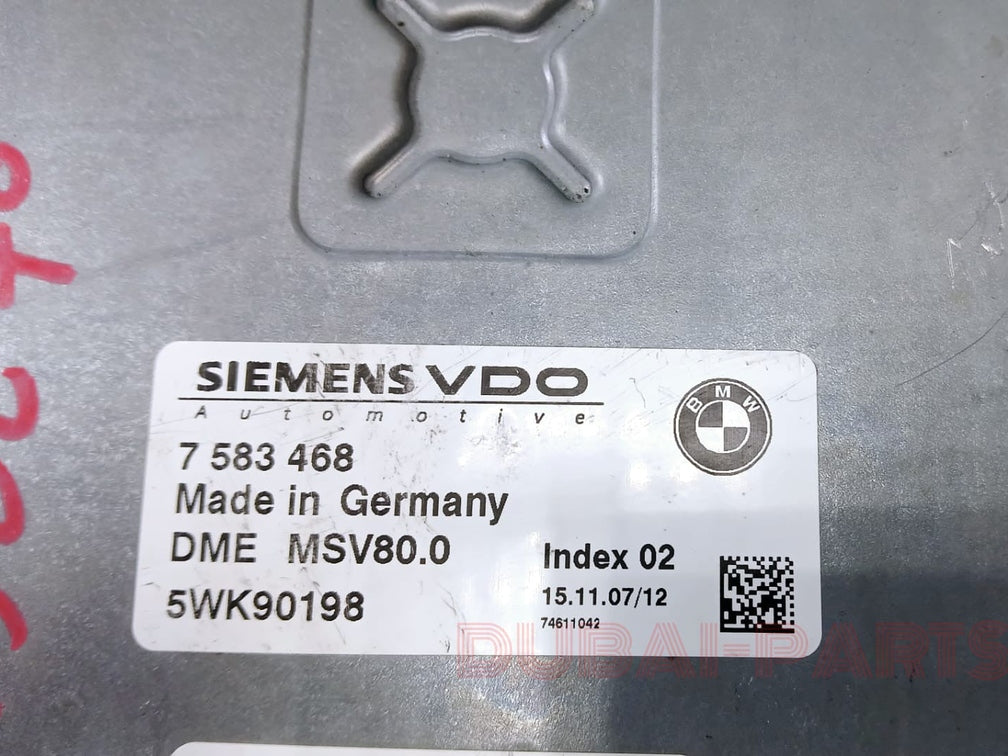 SIEMENS VDO
Automotive
BMW
7 583 468
Made in Germany
DME MSV80.0
Index 02
5WK90198
15.11.07/12
74611042
DUBAI-PARTS